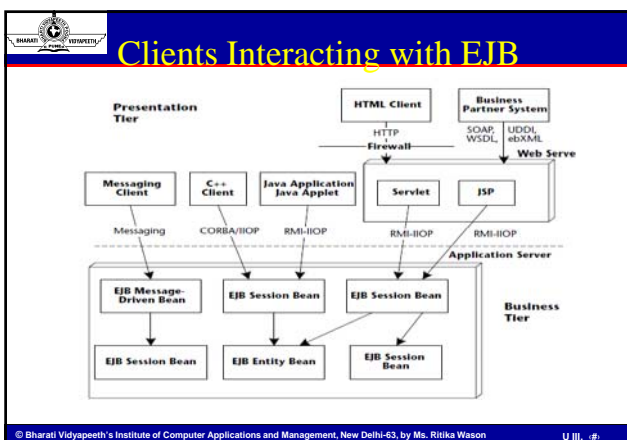 BHARATI VIDYAPEETH
PUNE
Clients Interacting with EJB
Presentation
Tier
HTML Client
Business
Partner System
HTTP
Firewall
SOAP, UDDI,
WSDL, ebXML
Web Serve
Messaging
Client
C++
Client
Java Application
Java Applet
Servlet
JSP
Messaging
CORBA/IIOP
RMI-IIOP
RMI-IIOP
RMI-IIOP
Application Server
EJB Message-
Driven Bean
EJB Session Bean
EJB Session Bean
Business
Tier
EJB Session Bean
EJB Entity Bean
EJB Session
Bean
© Bharati Vidyapeeth's Institute of Computer Applications and Management, New Delhi-63, by Ms. Ritika Wason
U III. ‹#›